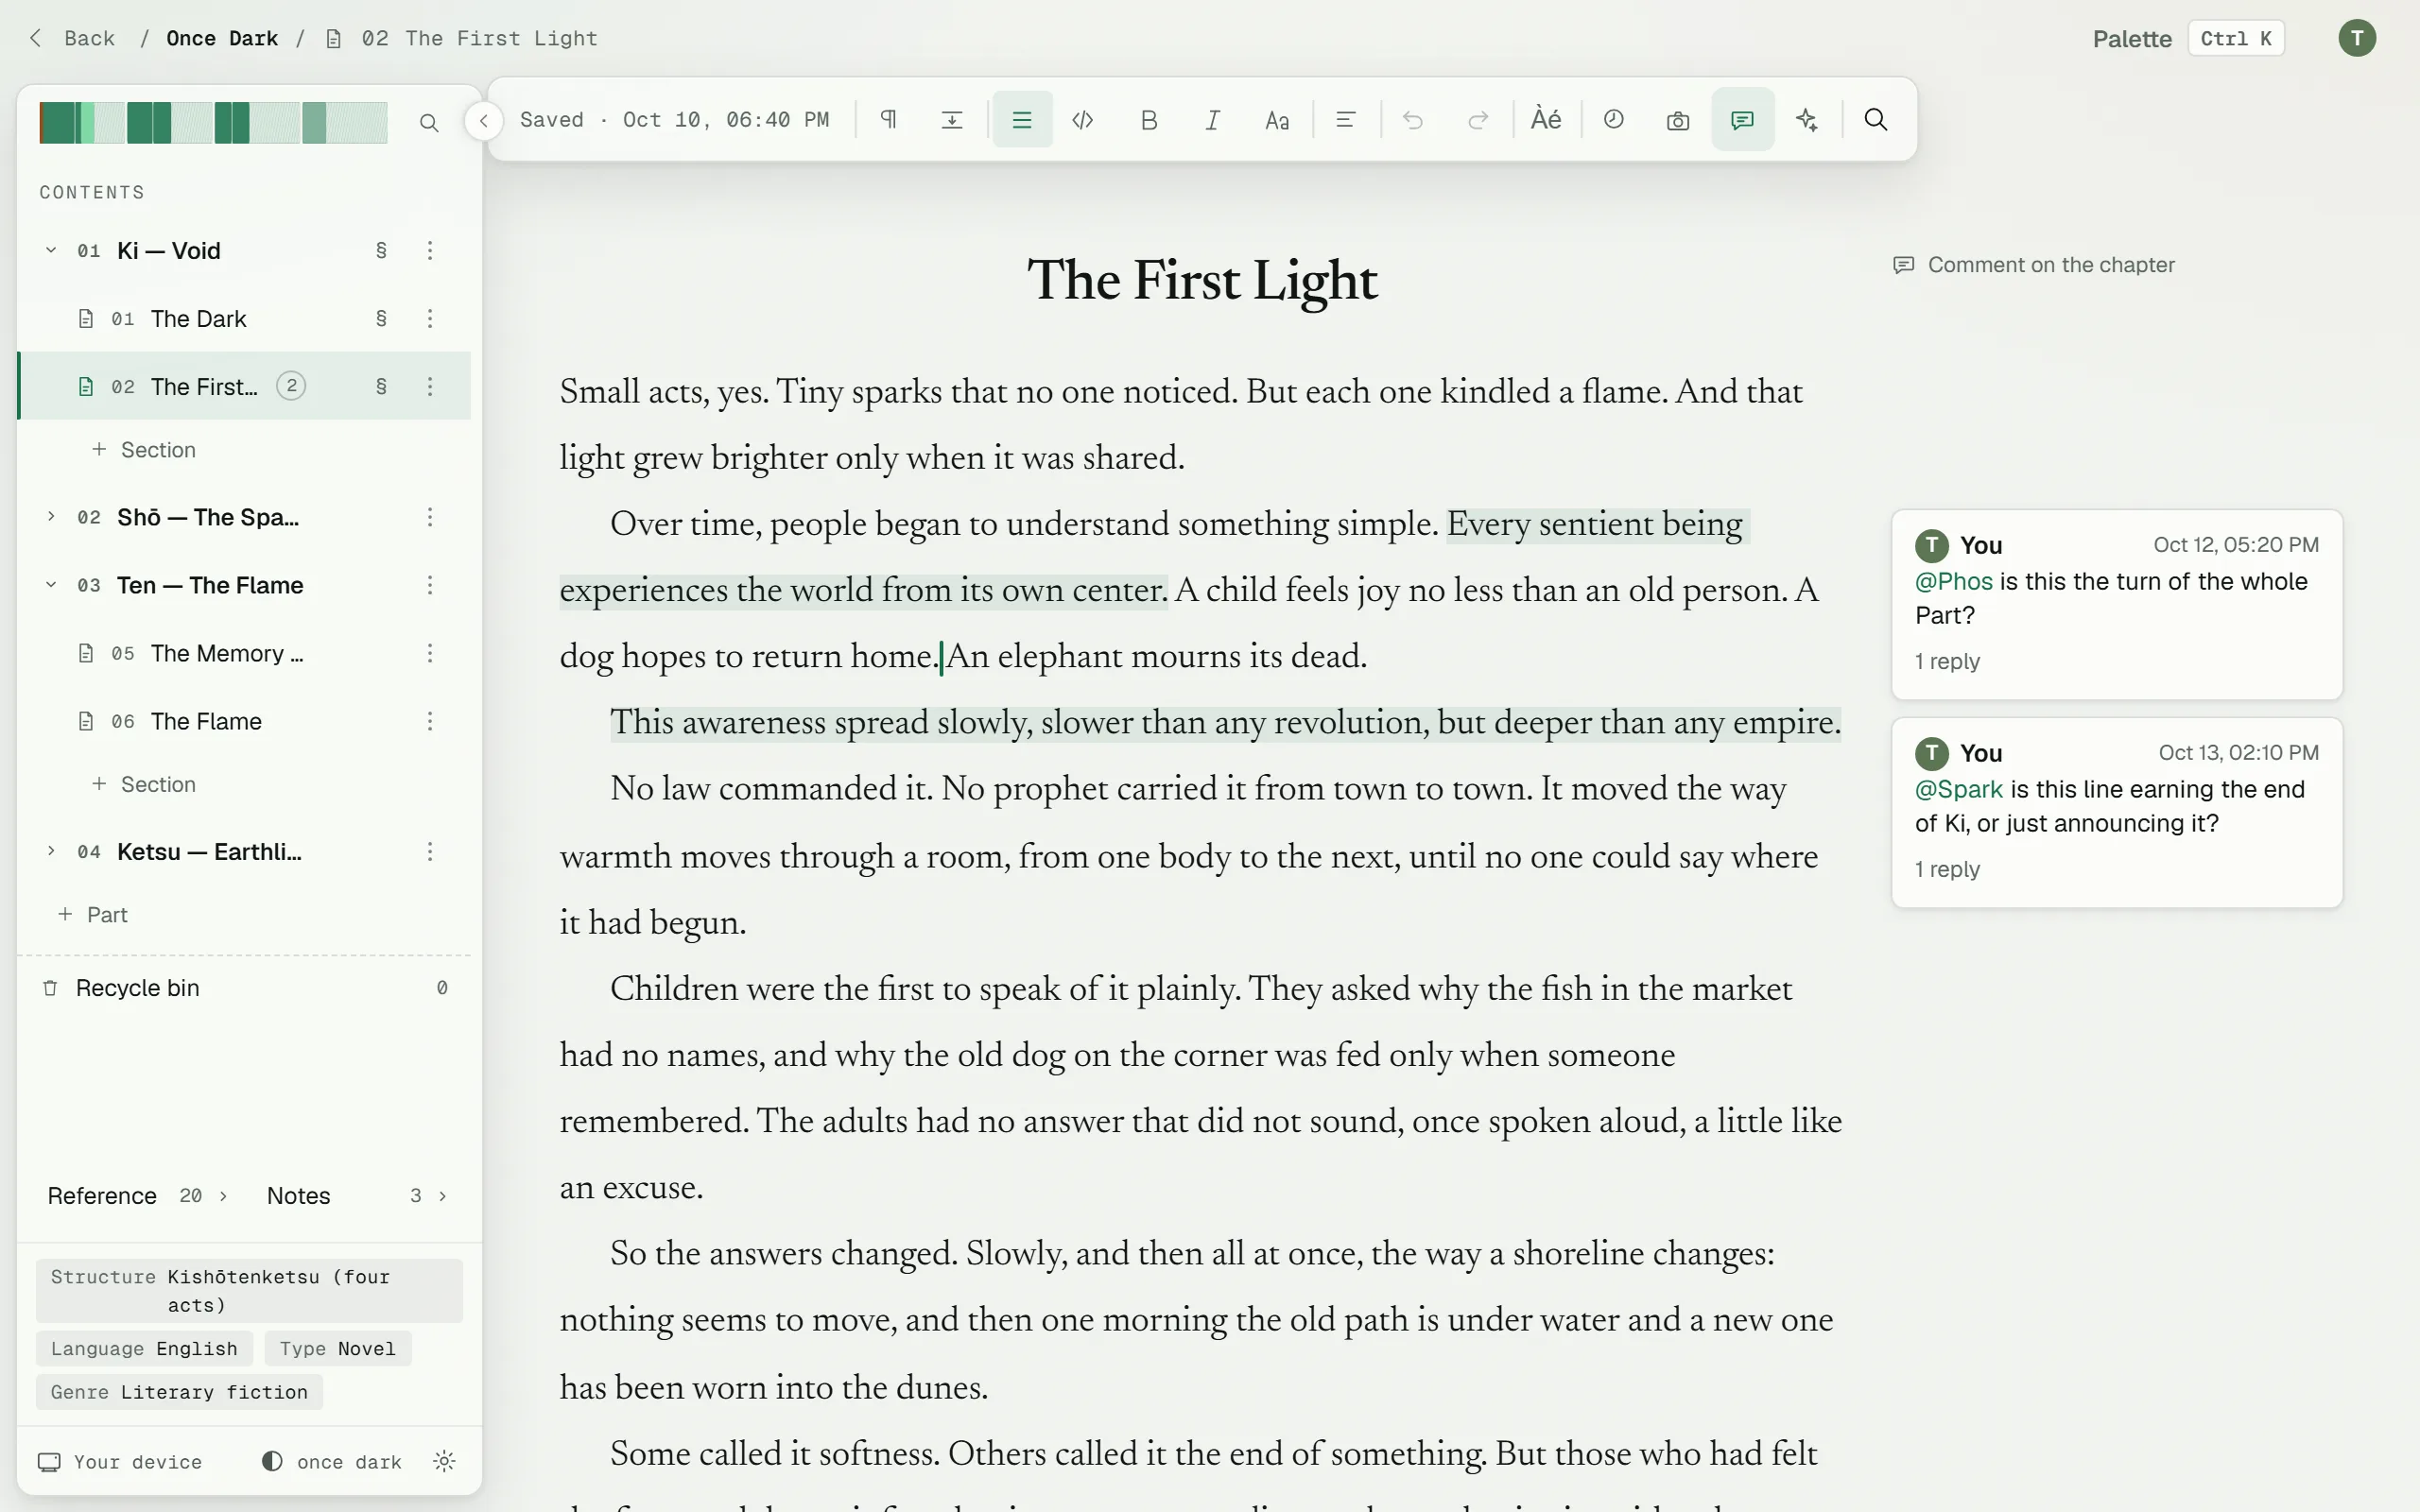 Back / Once Dark / 02 The First Light
Palette Ctrl K T
Saved · Oct 10, 06:40 PM
B I Aa Àé
CONTENTS
01 Ki — Void §
01 The Dark §
02 The First... 2 §
+ Section
02 Shō — The Spa...
03 Ten — The Flame
05 The Memory ...
06 The Flame
+ Section
04 Ketsu — Earthli...
+ Part
Recycle bin 0
Reference 20 Notes 3
Structure Kishōtenketsu (four
acts)
Language English Type Novel
Genre Literary fiction
Your device once dark
The First Light
Small acts, yes. Tiny sparks that no one noticed. But each one kindled a flame. And that
light grew brighter only when it was shared.
Over time, people began to understand something simple. Every sentient being
experiences the world from its own center. A child feels joy no less than an old person. A
dog hopes to return home. An elephant mourns its dead.
This awareness spread slowly, slower than any revolution, but deeper than any empire.
No law commanded it. No prophet carried it from town to town. It moved the way
warmth moves through a room, from one body to the next, until no one could say where
it had begun.
Children were the first to speak of it plainly. They asked why the fish in the market
had no names, and why the old dog on the corner was fed only when someone
remembered. The adults had no answer that did not sound, once spoken aloud, a little like
an excuse.
So the answers changed. Slowly, and then all at once, the way a shoreline changes:
nothing seems to move, and then one morning the old path is under water and a new one
has been worn into the dunes.
Some called it softness. Others called it the end of something. But those who had felt
Comment on the chapter
T You Oct 12, 05:20 PM
@Phos is this the turn of the whole
Part?
1 reply
T You Oct 13, 02:10 PM
@Spark is this line earning the end
of Ki, or just announcing it?
1 reply